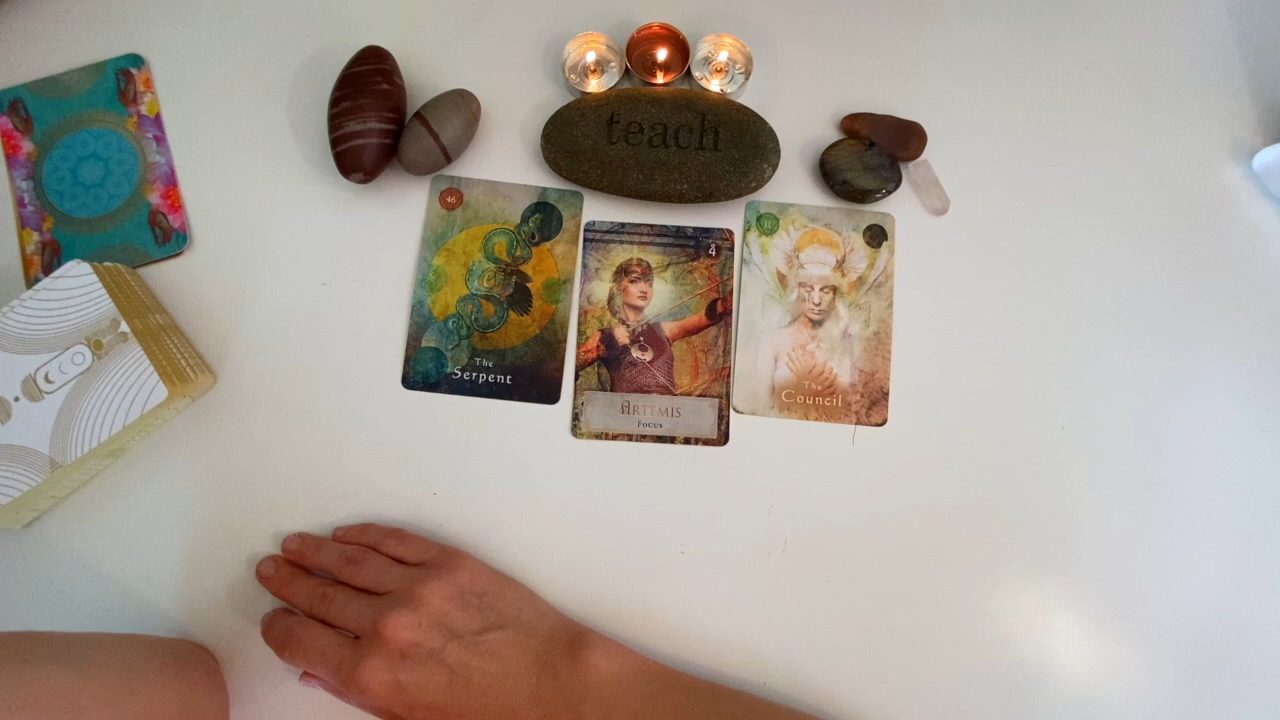 teach
46
The
Serpent
4
ARTEMIS
Focus
The
Council